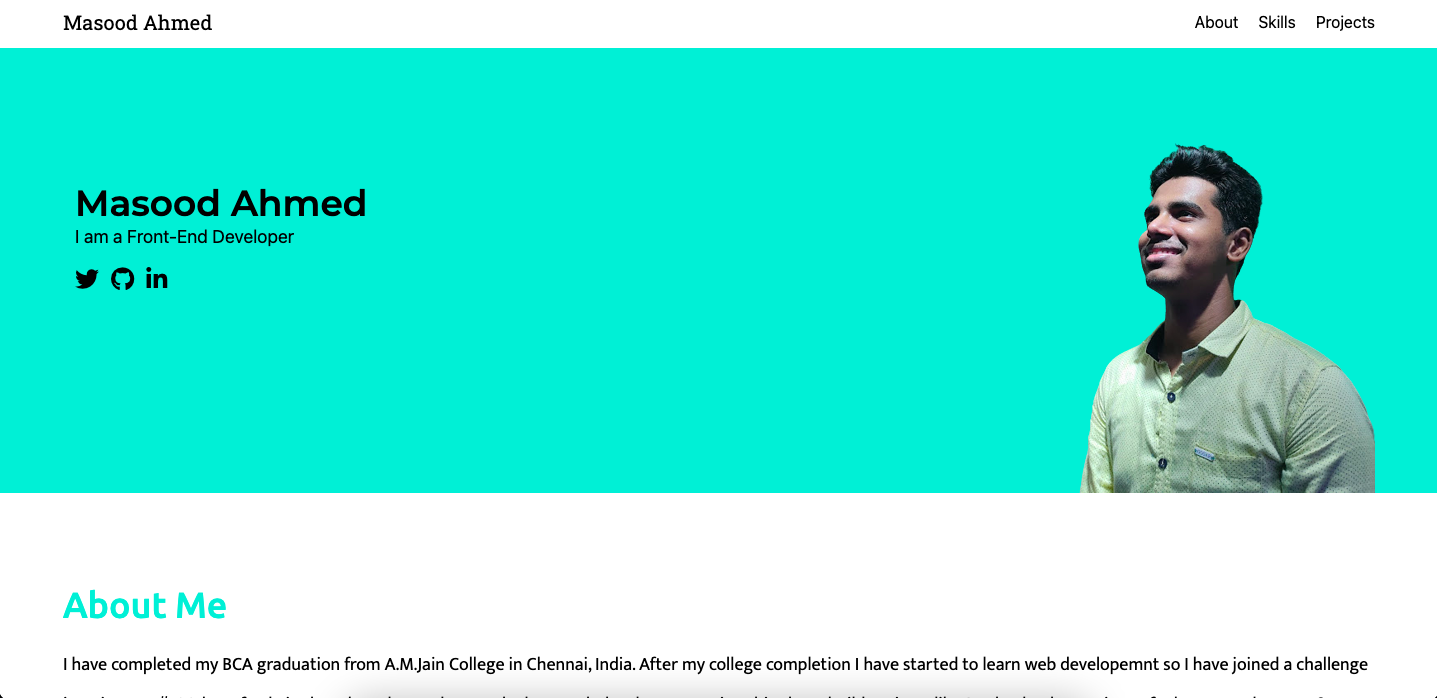 Masood Ahmed
About Skills Projects
Masood Ahmed
I am a Front-End Developer
About Me
I have completed my BCA graduation from A.M.Jain College in Chennai, India. After my college completion I have started to learn web developemnt so I have joined a challenge